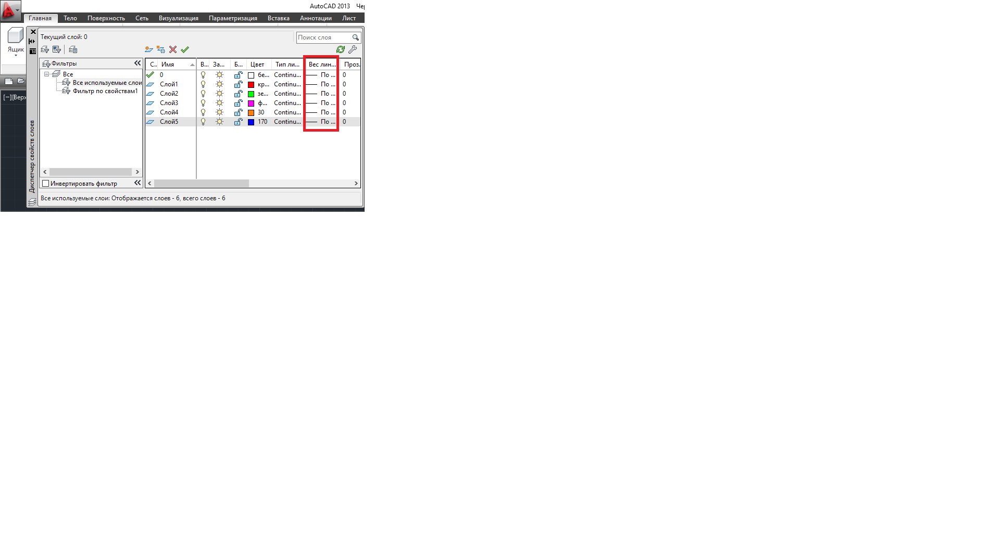 AutoCAD 2013 Чер
Главная Тело Поверхность Сеть Визуализация Параметризация Вставка Аннотации Лист
Ящик
Текущий слой: 0
Поиск слоя
Фильтры
Все
Все используемые слои
Фильтр по свойствам1
С.. Имя В... За... Б... Цвет Тип ли... Вес лин... Проз.
0 бе... Continu... По ... 0
Слой1 кр... Continu... По ... 0
Слой2 зе... Continu... По ... 0
Слой3 ф... Continu... По ... 0
Слой4 30 Continu... По ... 0
Слой5 170 Continu... По ... 0
[−][Верх
Диспетчер свойств слоев
Инвертировать фильтр
Все используемые слои: Отображается слоев - 6, всего слоев - 6